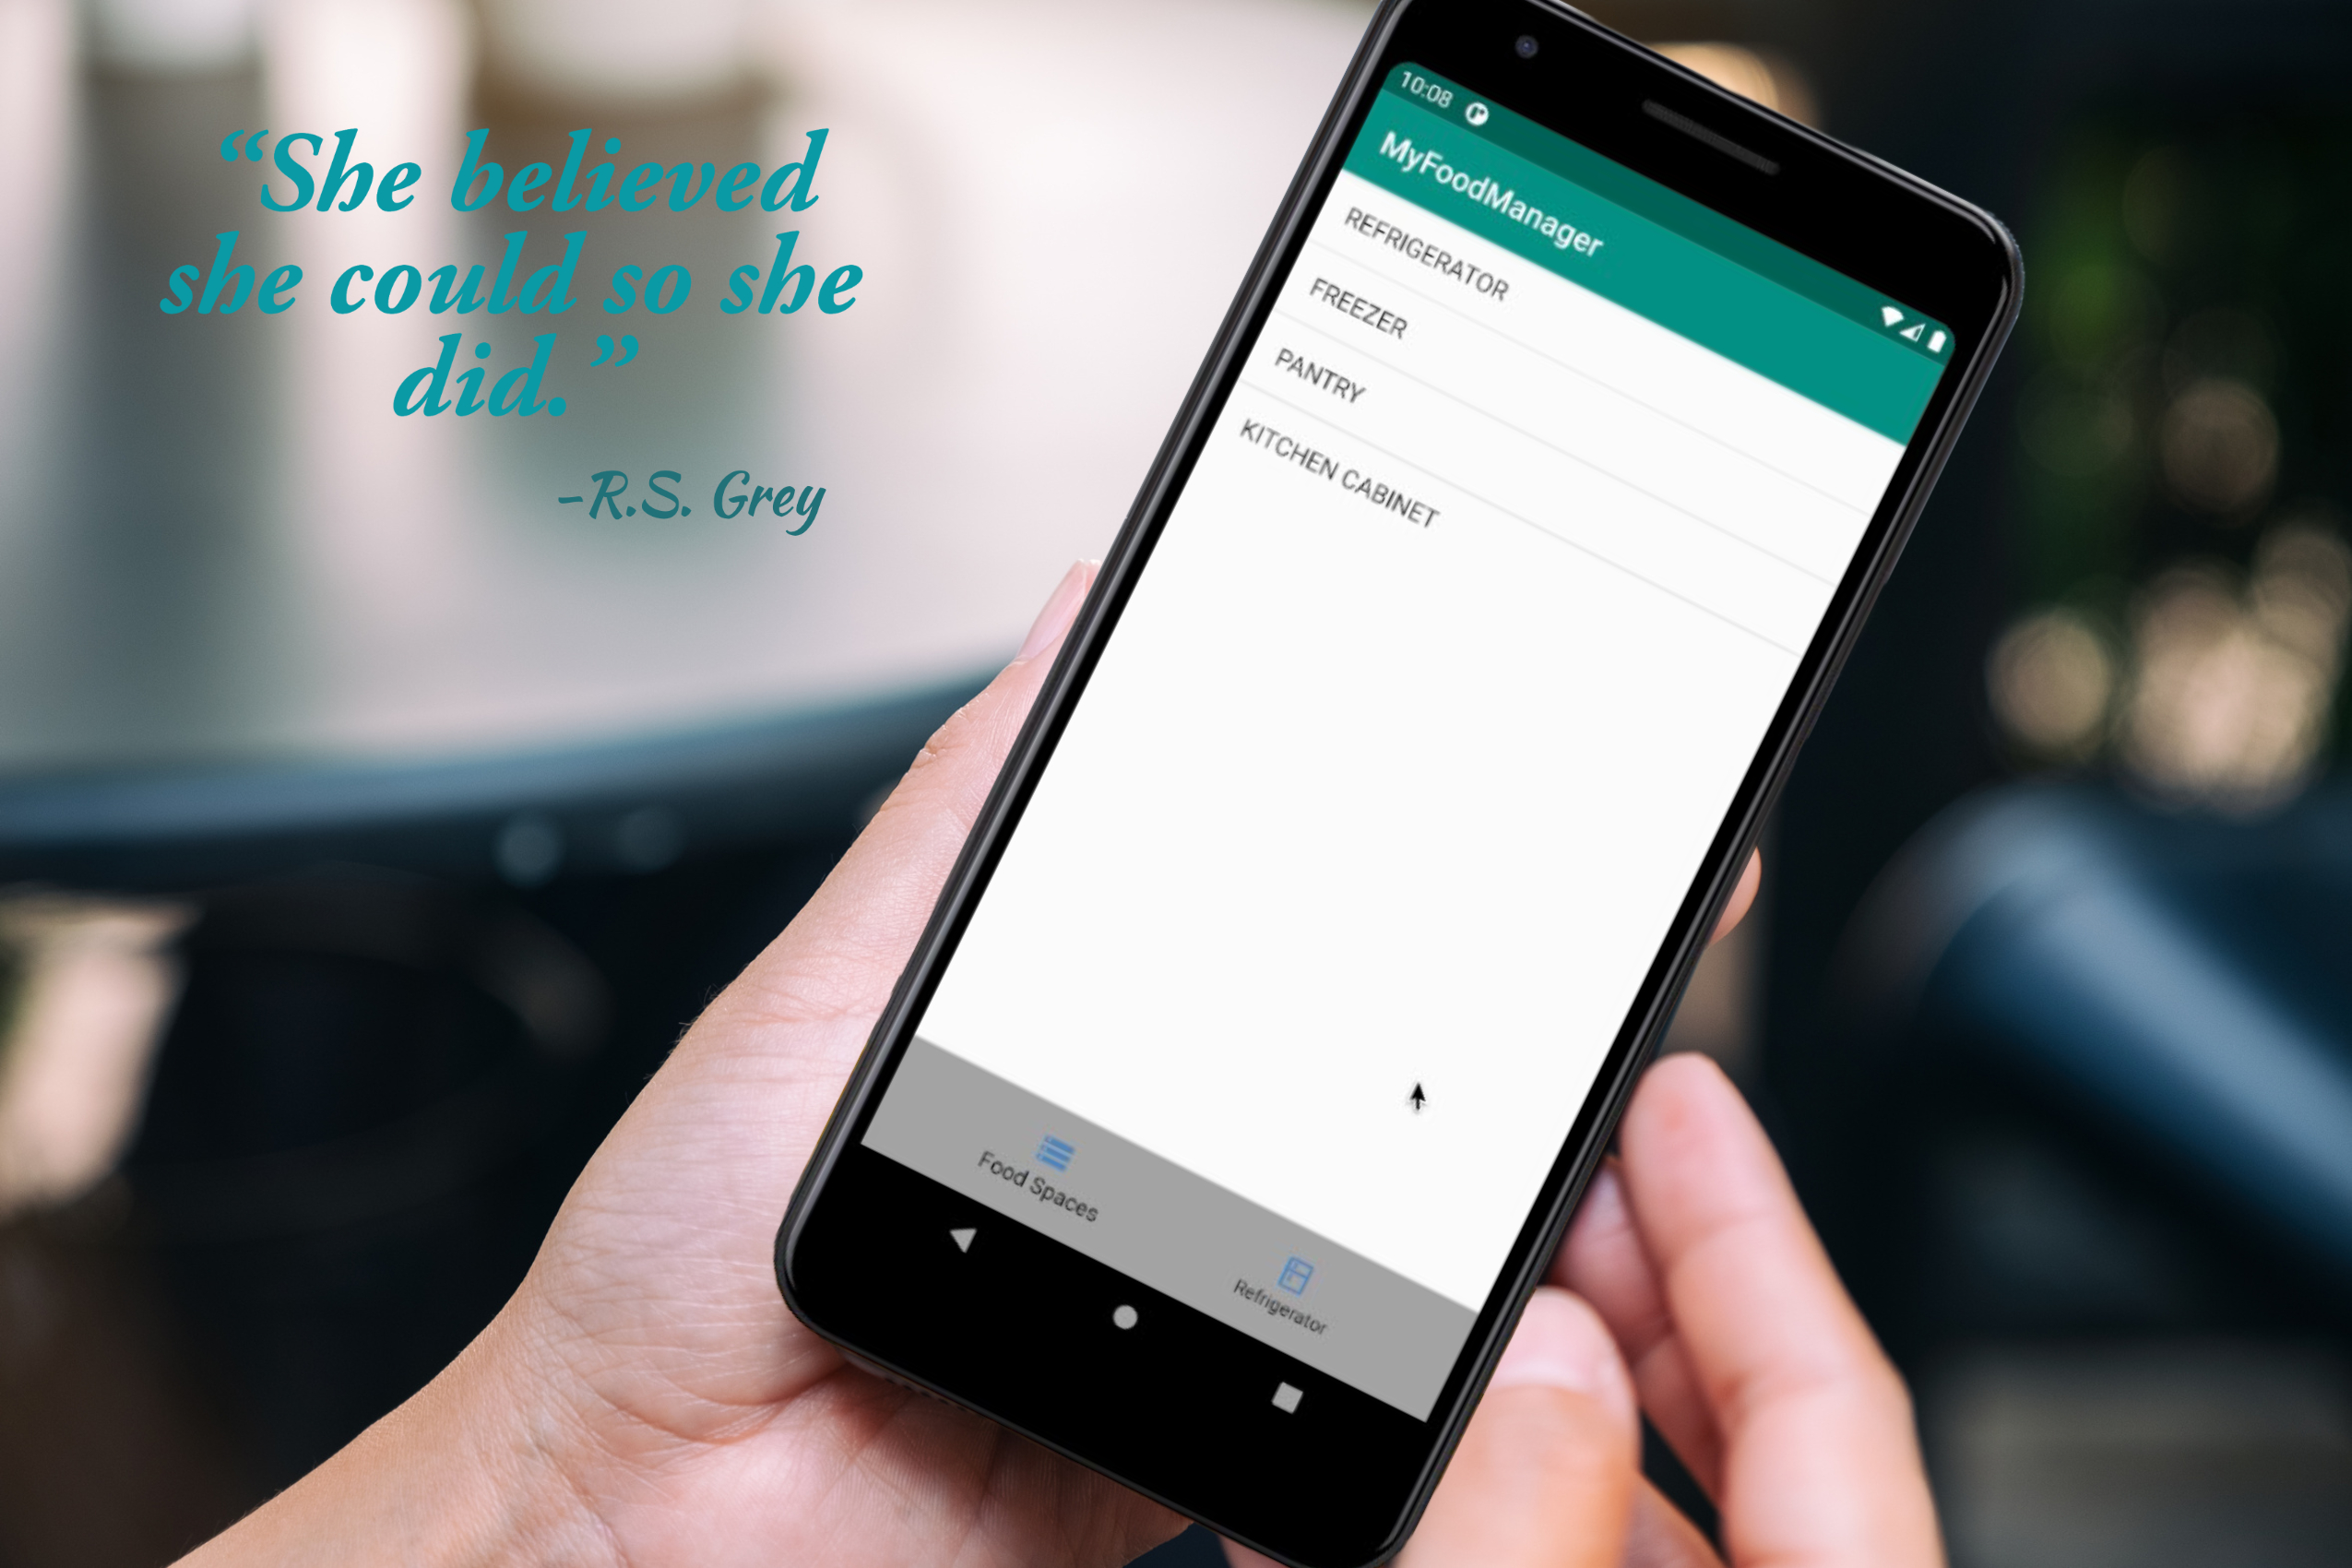 “She believed
she could so she
did.”
-R.S. Grey
10:08
MyFoodManager
REFRIGERATOR
FREEZER
PANTRY
KITCHEN CABINET
Food Spaces
Refrigerator